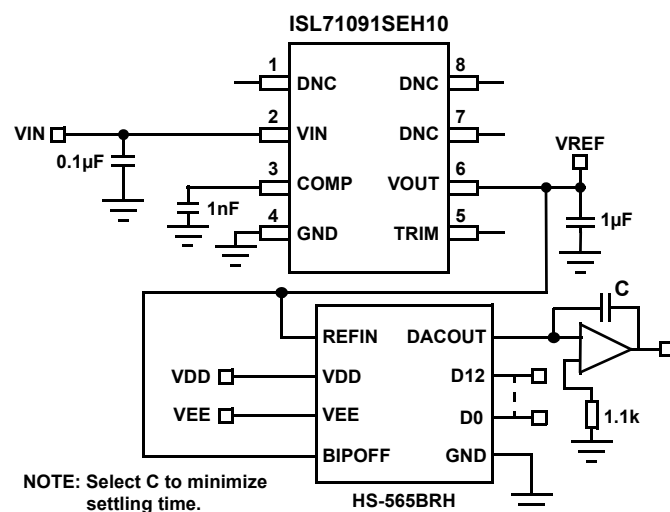 ISL71091SEH10
1 DNC DNC 8
VIN 2 VIN DNC 7
0.1µF
3 COMP VOUT 6 VREF
1nF
4 GND TRIM 5
1µF
C
REFIN DACOUT
VDD VDD D12
VEE VEE D0
1.1k
BIPOFF GND
NOTE: Select C to minimize
settling time.
HS-565BRH